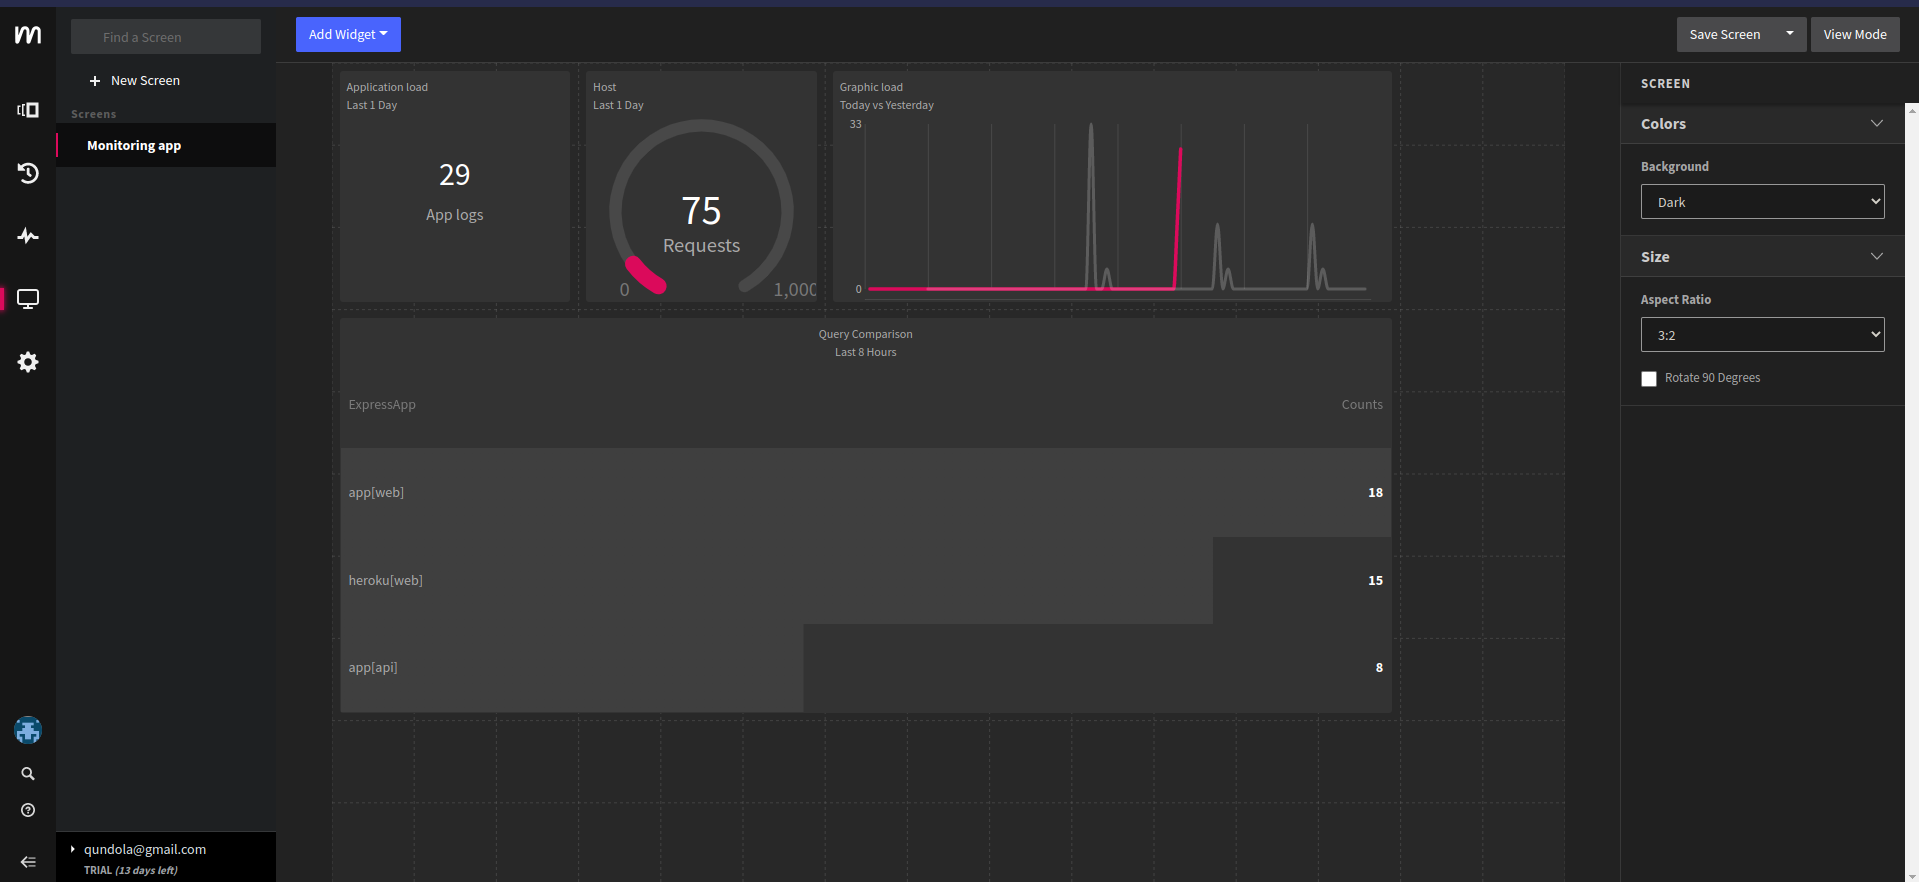 Find a Screen
+ New Screen
Screens
Monitoring app
Add Widget
Save Screen
View Mode
Application load
Last 1 Day
29
App logs
Host
Last 1 Day
75
Requests
0
1,000
Graphic load
Today vs Yesterday
33
0
Query Comparison
Last 8 Hours
ExpressApp Counts
app[web] 18
heroku[web] 15
app[api] 8
SCREEN
Colors
Background
Dark
Size
Aspect Ratio
3:2
Rotate 90 Degrees
qundola@gmail.com
TRIAL (13 days left)